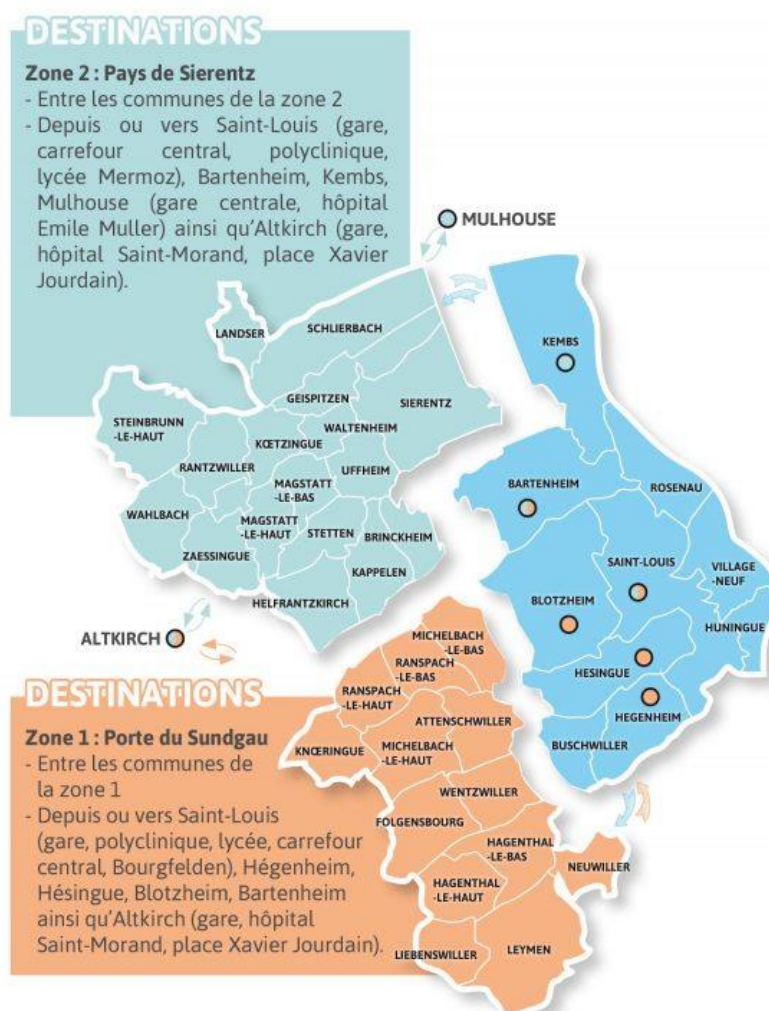 DESTINATIONS
Zone 2 : Pays de Sierentz
- Entre les communes de la zone 2
- Depuis ou vers Saint-Louis (gare,
carrefour central, polyclinique,
lycée Mermoz), Bartenheim, Kembs,
Mulhouse (gare centrale, hôpital
Emile Muller) ainsi qu'Altkirch (gare,
hôpital Saint-Morand, place Xavier
Jourdain).
MULHOUSE
LANDSER
SCHLIERBACH
KEMBS
GEISPITZEN
SIERENTZ
STEINBRUNN
-LE-HAUT
WALTENHEIM
KŒTZINGUE
RANTZWILLER
UFFHEIM
MAGSTATT
-LE-BAS
BARTENHEIM
ROSENAU
WAHLBACH
MAGSTATT
-LE-HAUT
STETTEN
BRINCKHEIM
ZAESSINGUE
KAPPELEN
SAINT-LOUIS
VILLAGE
-NEUF
HELFRANTZKIRCH
BLOTZHEIM
HUNINGUE
ALTKIRCH
MICHELBACH
-LE-BAS
RANSPACH
-LE-BAS
HESINGUE
RANSPACH
-LE-HAUT
HEGENHEIM
ATTENSCHWILLER
BUSCHWILLER
KNŒRINGUE
MICHELBACH
-LE-HAUT
WENTZWILLER
FOLGENSBOURG
HAGENTHAL
-LE-BAS
NEUWILLER
HAGENTHAL
-LE-HAUT
LIEBENSWILLER
LEYMEN
DESTINATIONS
Zone 1 : Porte du Sundgau
- Entre les communes de
la zone 1
- Depuis ou vers Saint-Louis
(gare, polyclinique, lycée, carrefour
central, Bourgfelden), Hégenheim,
Hésingue, Blotzheim, Bartenheim
ainsi qu'Altkirch (gare, hôpital
Saint-Morand, place Xavier Jourdain).